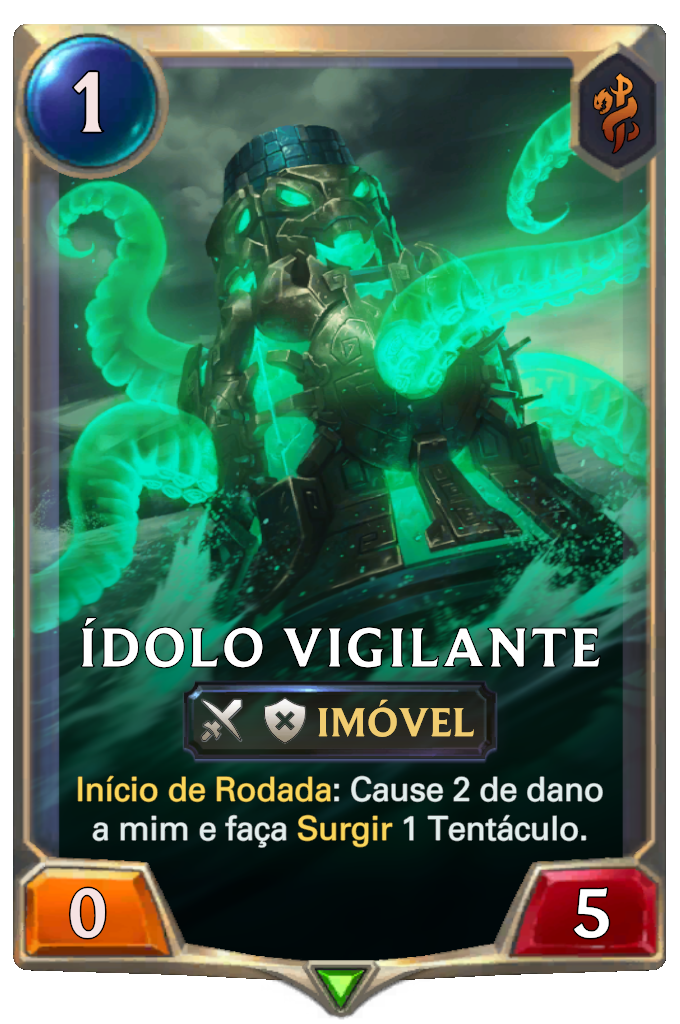 1
ÍDOLO VIGILANTE
IMÓVEL
Início de Rodada: Cause 2 de dano
a mim e faça Surgir 1 Tentáculo.
0
5